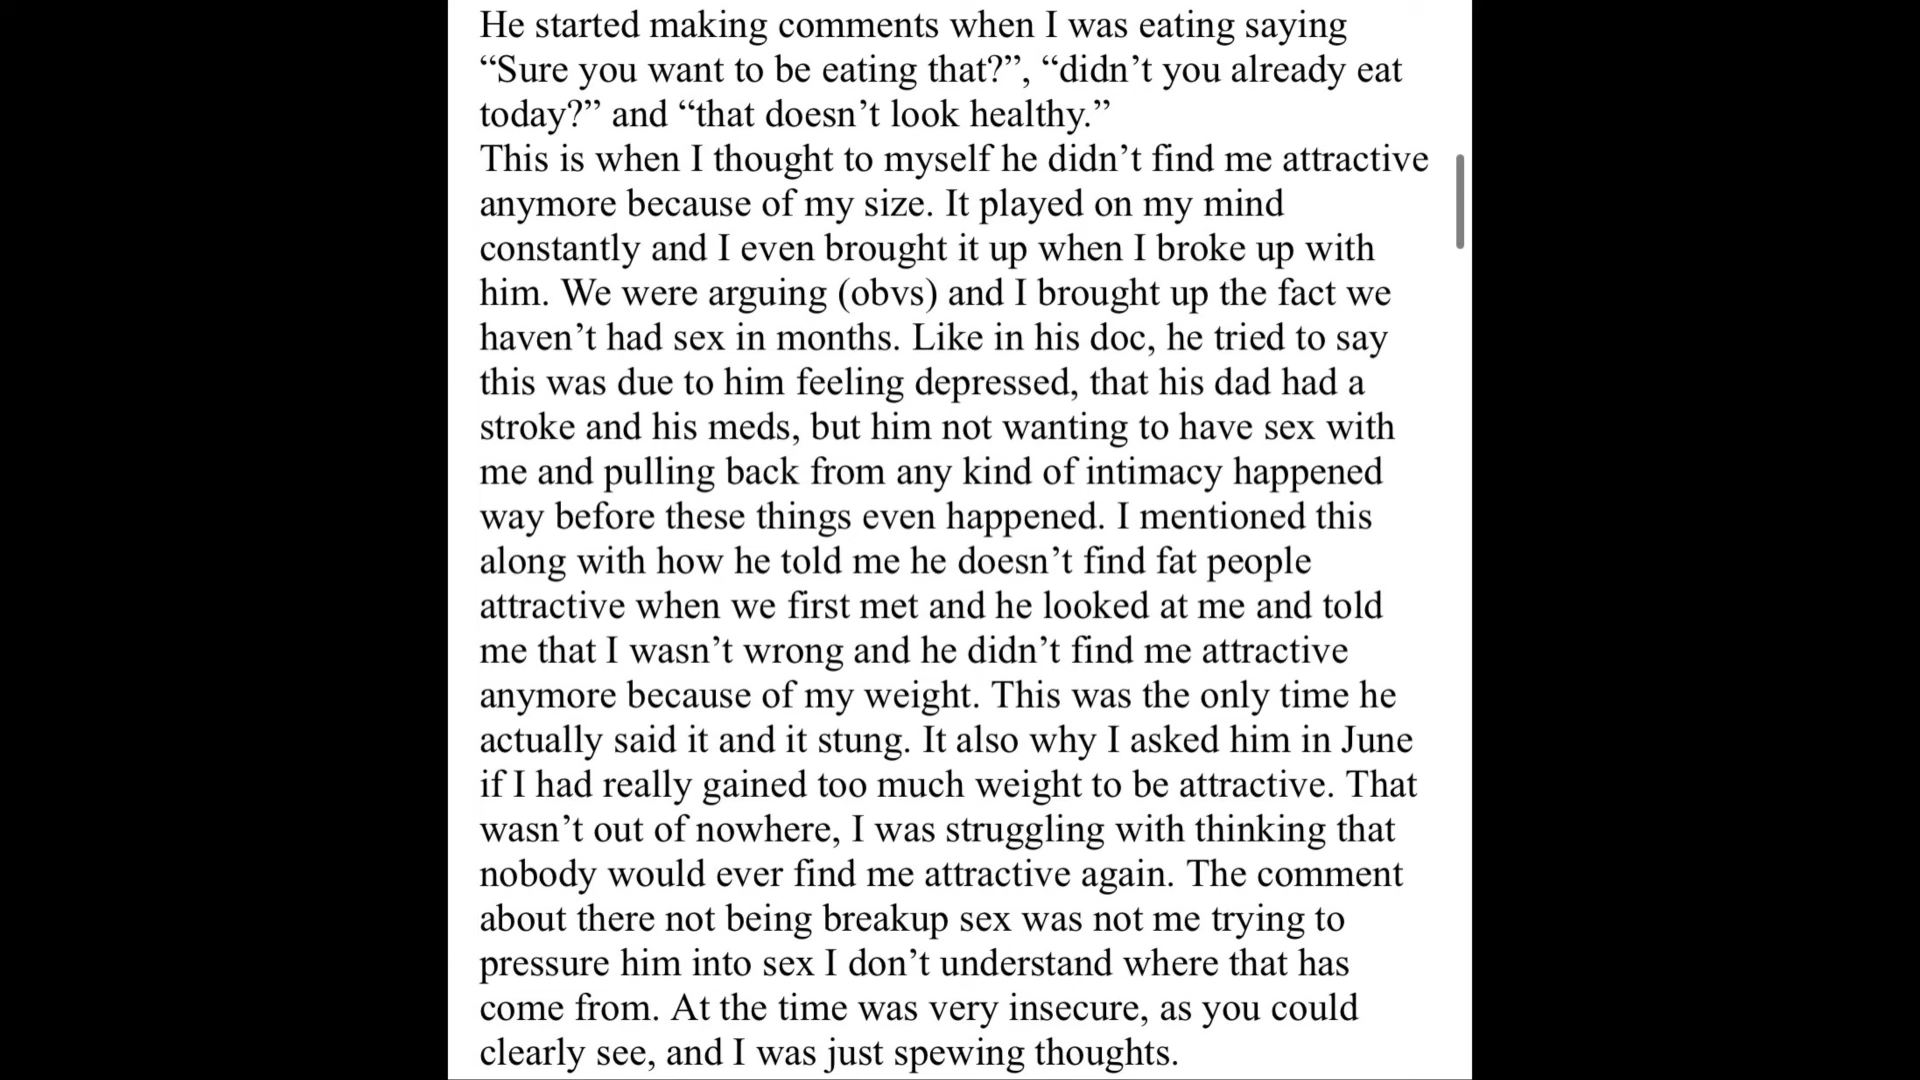 He started making comments when I was eating saying
“Sure you want to be eating that?”, “didn’t you already eat
today?” and “that doesn’t look healthy.”
This is when I thought to myself he didn’t find me attractive
anymore because of my size. It played on my mind
constantly and I even brought it up when I broke up with
him. We were arguing (obvs) and I brought up the fact we
haven’t had sex in months. Like in his doc, he tried to say
this was due to him feeling depressed, that his dad had a
stroke and his meds, but him not wanting to have sex with
me and pulling back from any kind of intimacy happened
way before these things even happened. I mentioned this
along with how he told me he doesn’t find fat people
attractive when we first met and he looked at me and told
me that I wasn’t wrong and he didn’t find me attractive
anymore because of my weight. This was the only time he
actually said it and it stung. It also why I asked him in June
if I had really gained too much weight to be attractive. That
wasn’t out of nowhere, I was struggling with thinking that
nobody would ever find me attractive again. The comment
about there not being breakup sex was not me trying to
pressure him into sex I don’t understand where that has
come from. At the time was very insecure, as you could
clearly see, and I was just spewing thoughts.